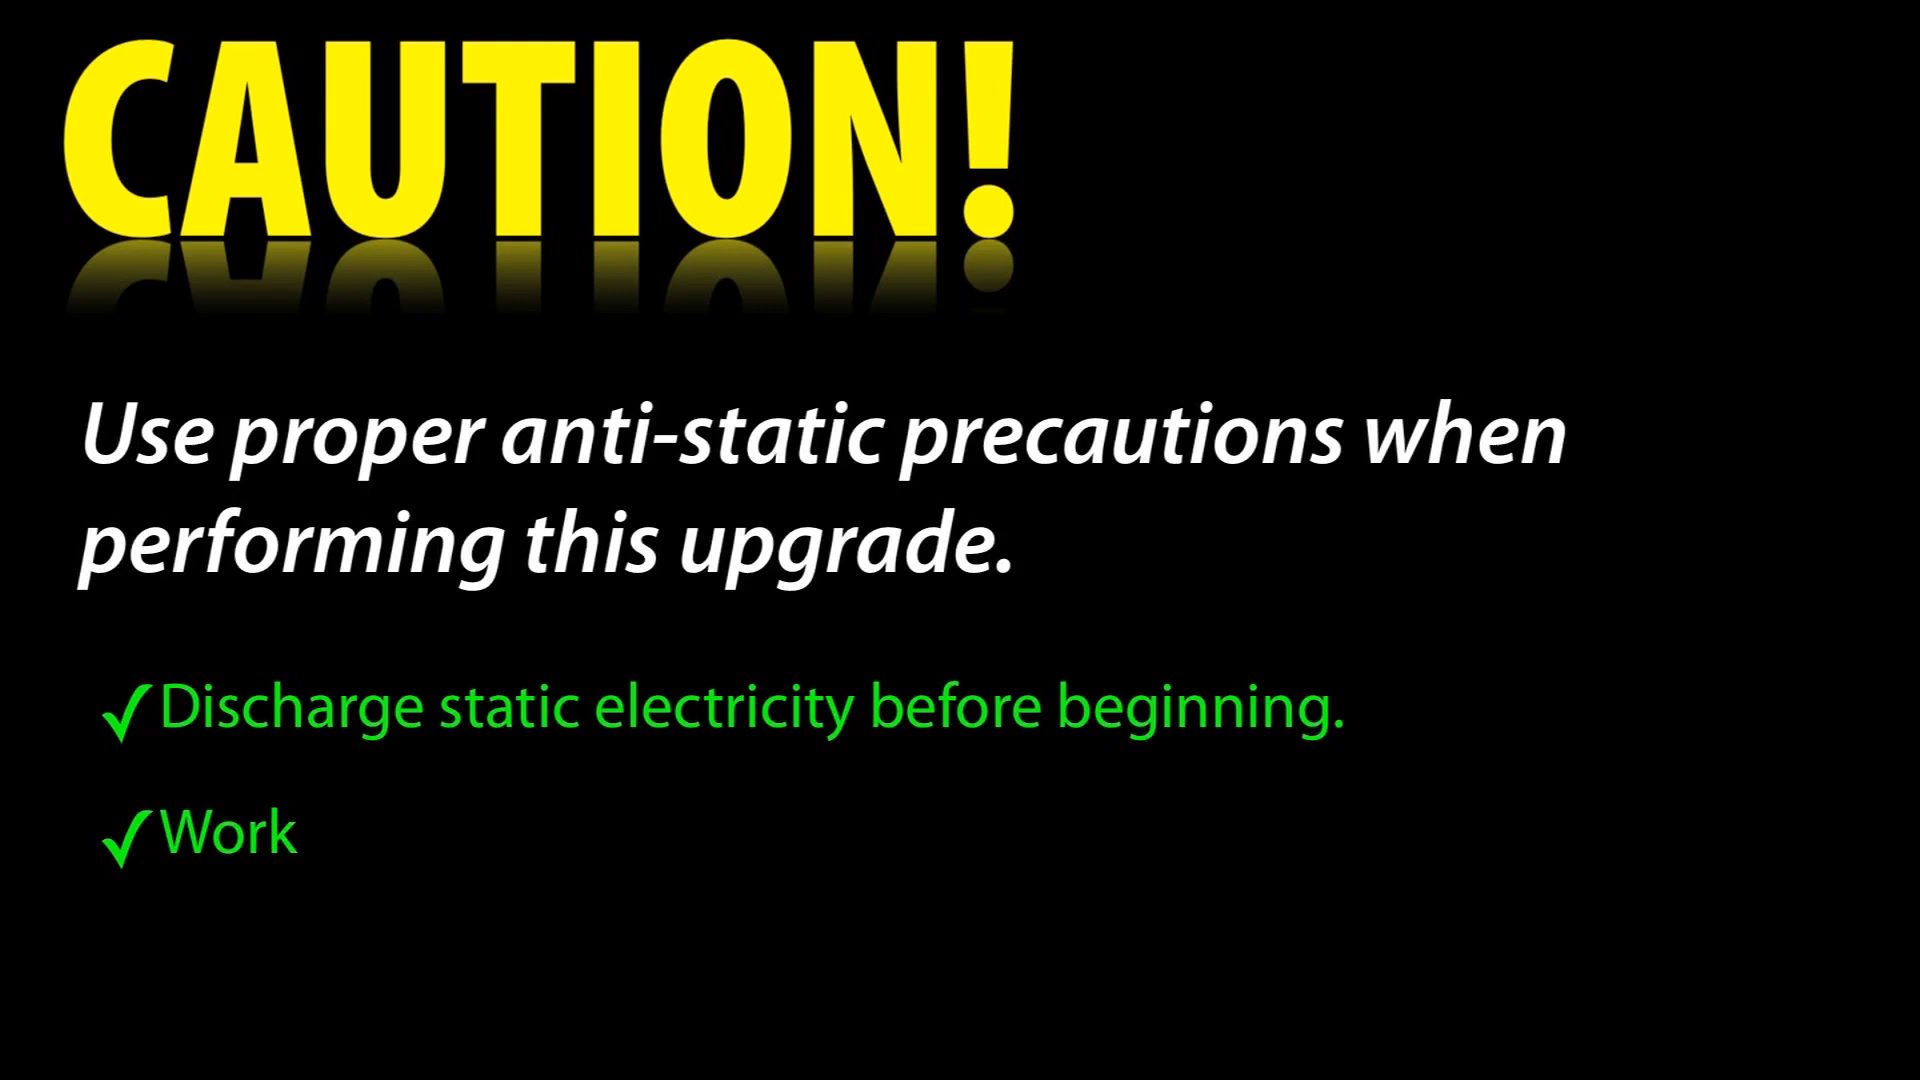 CAUTION!
Use proper anti-static precautions when
performing this upgrade.
✓Discharge static electricity before beginning.
✓Work